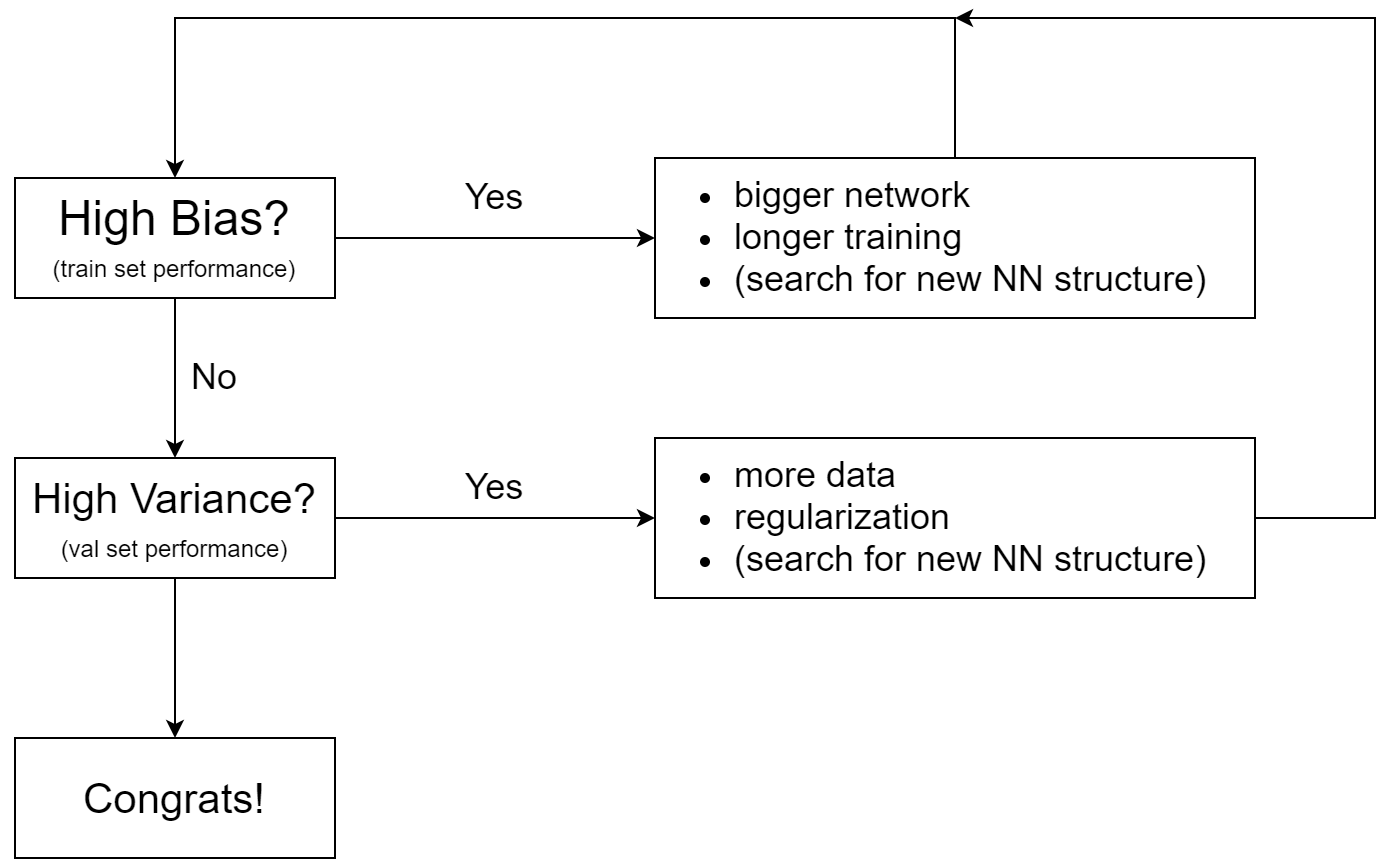 High Bias?
(train set performance)
Yes
• bigger network
• longer training
• (search for new NN structure)
No
High Variance?
(val set performance)
Yes
• more data
• regularization
• (search for new NN structure)
Congrats!